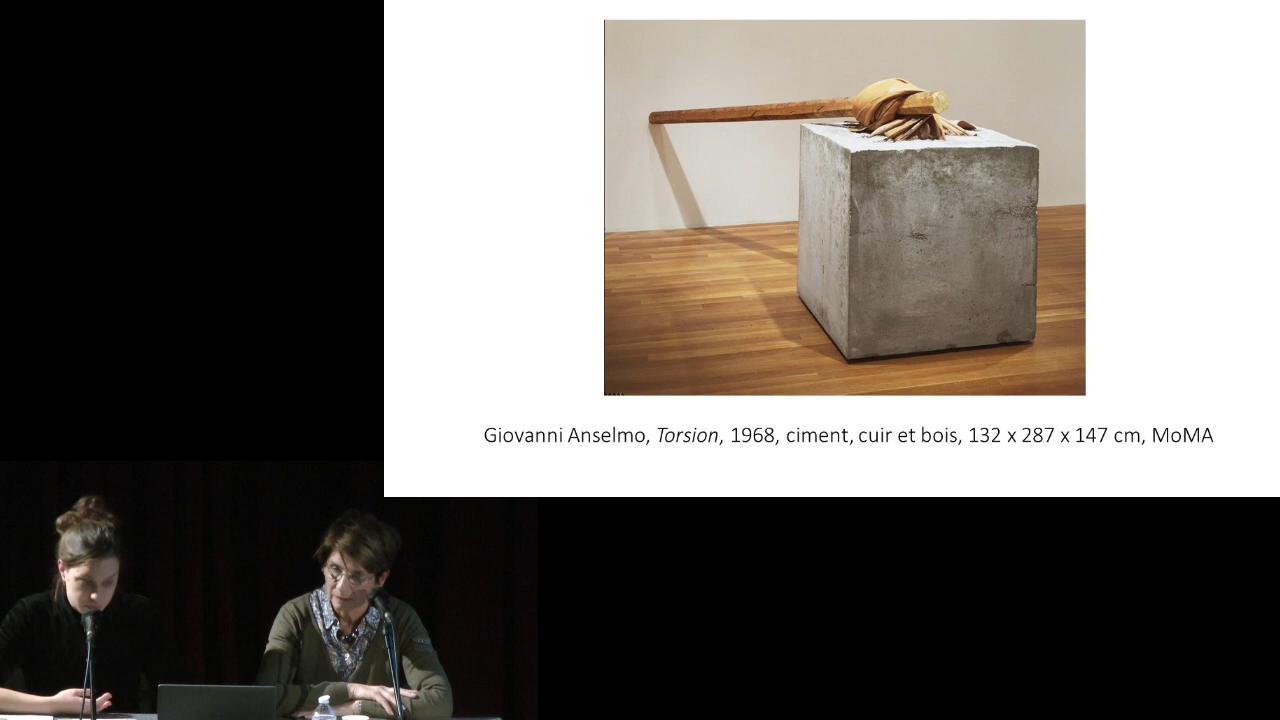 Giovanni Anselmo, Torsion, 1968, ciment, cuir et bois, 132 x 287 x 147 cm, MoMA